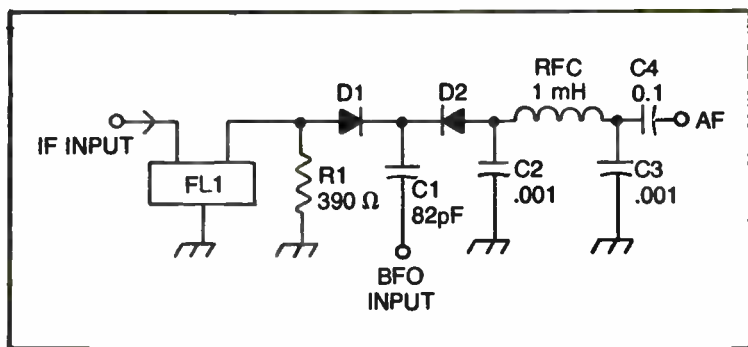 IF INPUT
FL1
R1
390 Ω
D1
C1
82pF
BFO
INPUT
D2
C2
.001
RFC
1 mH
C3
.001
C4
0.1
AF